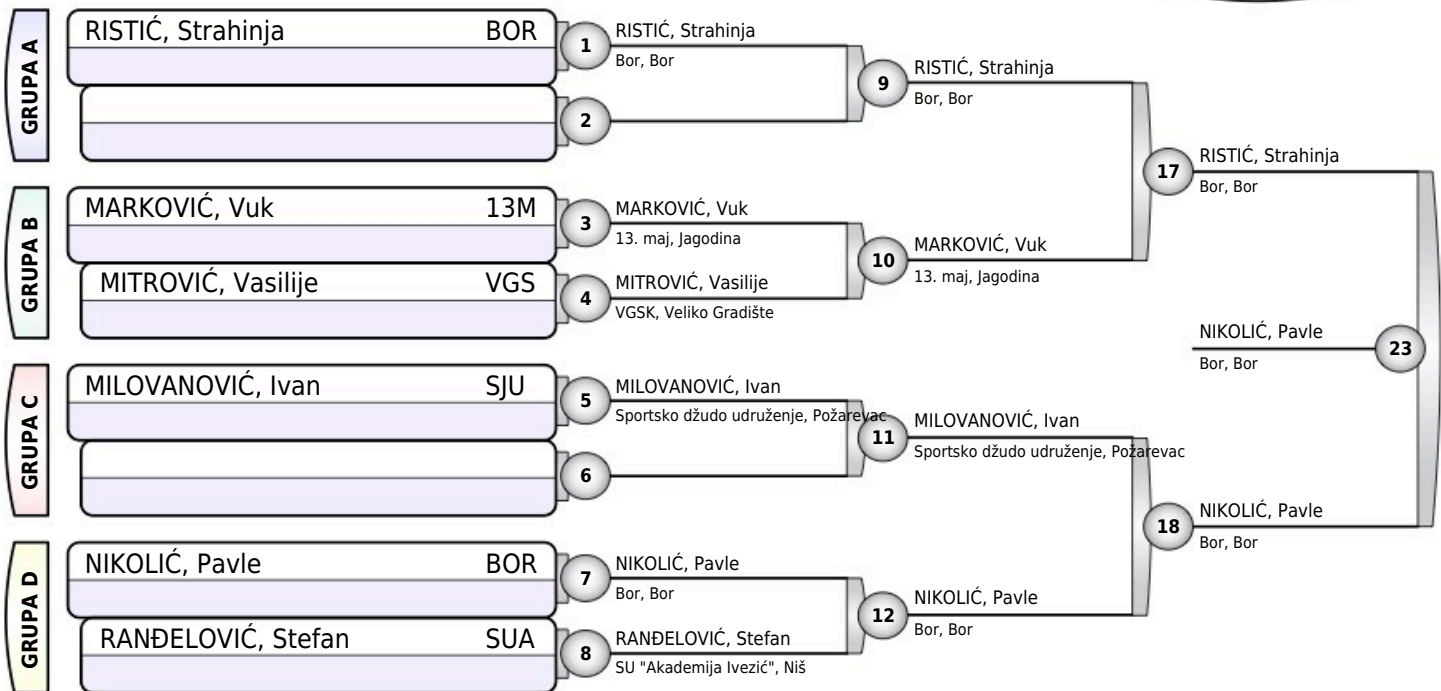 GRUPA A
RISTIĆ, Strahinja BOR
1
RISTIĆ, Strahinja
Bor, Bor
2
9
RISTIĆ, Strahinja
Bor, Bor
GRUPA B
MARKOVIĆ, Vuk 13M
3
MARKOVIĆ, Vuk
13. maj, Jagodina
MITROVIĆ, Vasilije VGS
4
MITROVIĆ, Vasilije
VGSK, Veliko Gradište
10
MARKOVIĆ, Vuk
13. maj, Jagodina
17
RISTIĆ, Strahinja
Bor, Bor
GRUPA C
MILOVANOVIĆ, Ivan SJU
5
MILOVANOVIĆ, Ivan
Sportsko džudo udruženje, Požarevac
6
11
MILOVANOVIĆ, Ivan
Sportsko džudo udruženje, Požarevac
GRUPA D
NIKOLIĆ, Pavle BOR
7
NIKOLIĆ, Pavle
Bor, Bor
RANĐELOVIĆ, Stefan SUA
8
RANĐELOVIĆ, Stefan
SU "Akademija Ivezić", Niš
12
NIKOLIĆ, Pavle
Bor, Bor
18
NIKOLIĆ, Pavle
Bor, Bor
NIKOLIĆ, Pavle
Bor, Bor
23